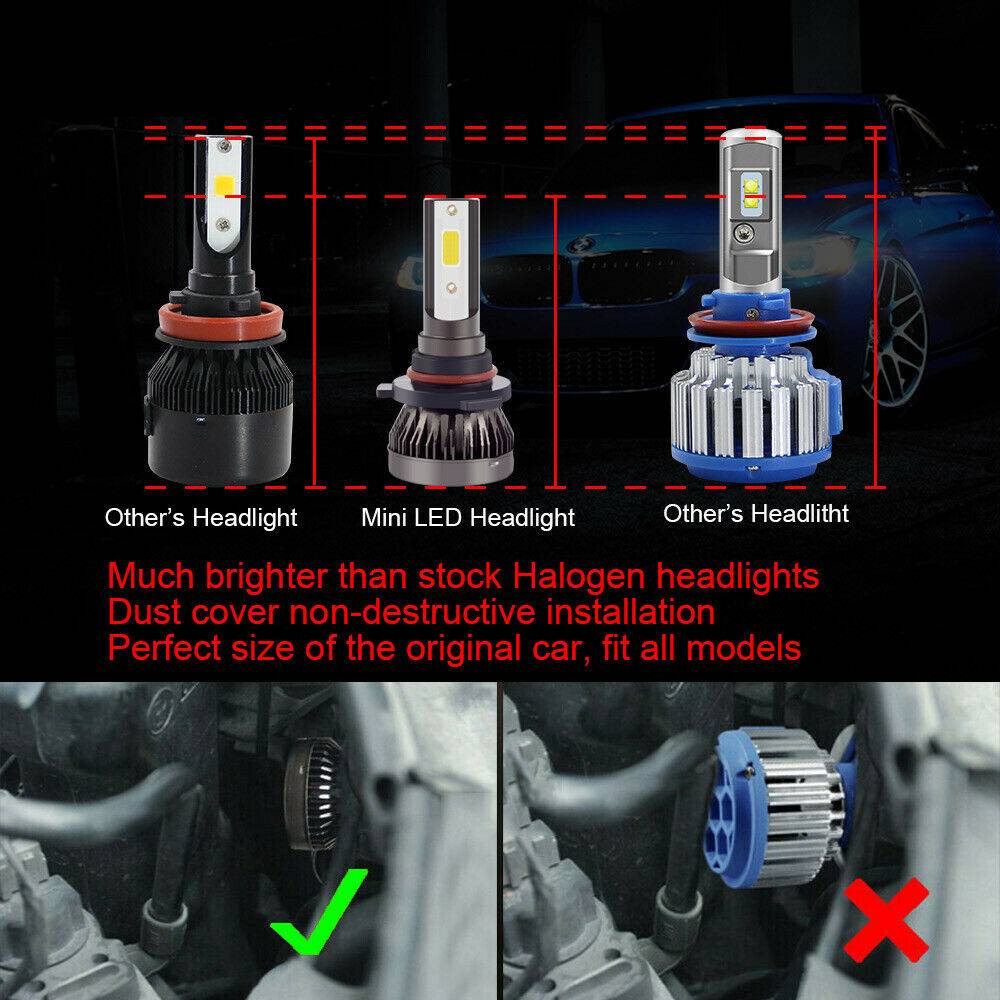 Other's Headlight
Mini LED Headlight
Other's Headlitht
Much brighter than stock Halogen headlights
Dust cover non-destructive installation
Perfect size of the original car, fit all models